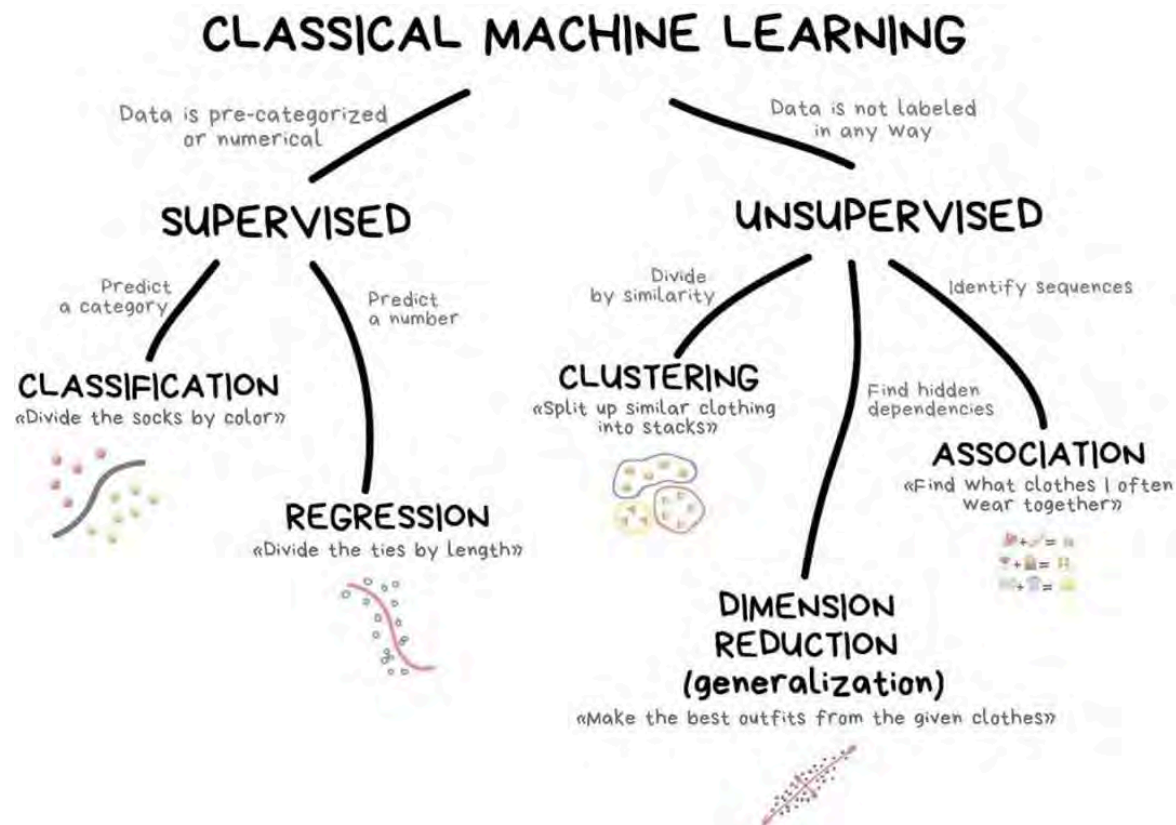 CLASSICAL MACHINE LEARNING
Data is pre-categorized
or numerical
Data is not labeled
in any way
SUPERVISED
UNSUPERVISED
Predict
a category
Predict
a number
Divide
by similarity
Identify sequences
CLASSIFICATION
«Divide the socks by color»
CLUSTERING
«Split up similar clothing
into stacks»
Find hidden
dependencies
ASSOCIATION
«Find what clothes I often
wear together»
REGRESSION
«Divide the ties by length»
+ =
+ =
+ =
DIMENSION
REDUCTION
(generalization)
«Make the best outfits from the given clothes»